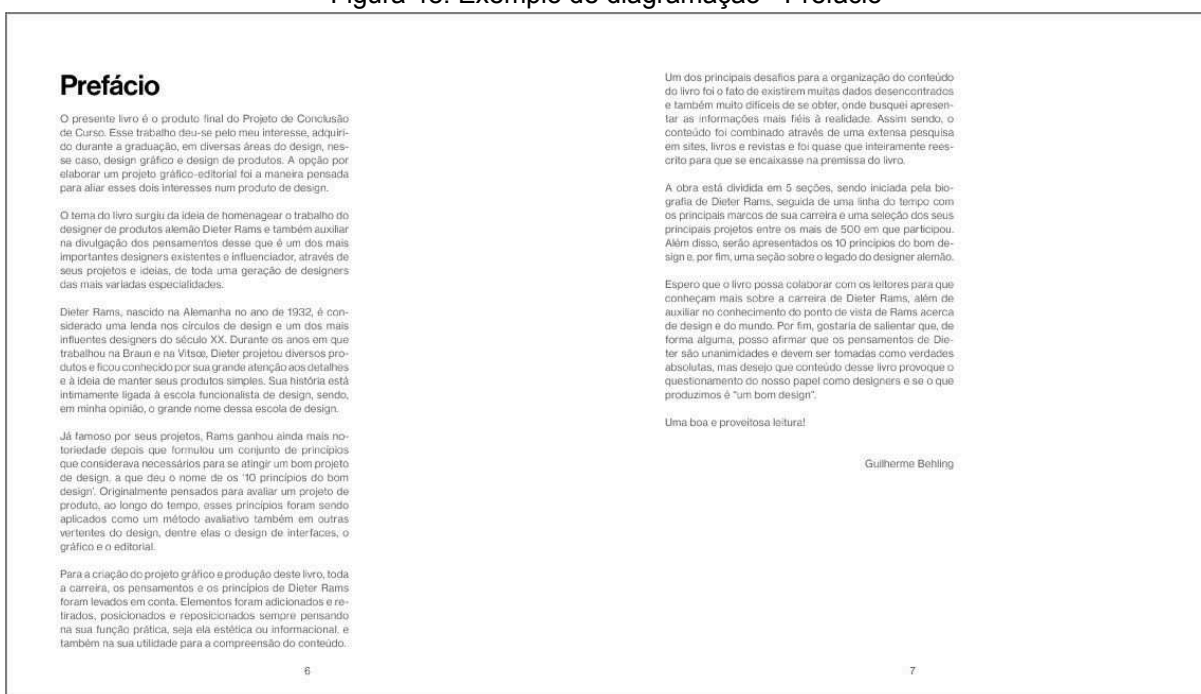 Prefácio
O presente livro é o produto final do Projeto de Conclusão
de Curso. Esse trabalho deu-se pelo meu interesse, adquiri-
do durante a graduação, em diversas áreas do design, nes-
se caso, design gráfico e design de produtos. A opção por
elaborar um projeto gráfico-editorial foi a maneira pensada
para aliar esses dois interesses num produto de design.
O tema do livro surgiu da ideia de homenagear o trabalho do
designer de produtos alemão Dieter Rams e também auxiliar
na divulgação dos pensamentos desse que é um dos mais
importantes designers existentes e influenciador, através de
seus projetos e ideias, de toda uma geração de designers
das mais variadas especialidades.
Dieter Rams, nascido na Alemanha no ano de 1932, é con-
siderado uma lenda nos círculos de design e um dos mais
influentes designers do século XX. Durante os anos em que
trabalhou na Braun e na Vitsœ, Dieter projetou diversos pro-
dutos e ficou conhecido por sua grande atenção aos detalhes
e à ideia de manter seus produtos simples. Sua história está
intimamente ligada à escola funcionalista de design, sendo,
em minha opinião, o grande nome dessa escola de design.
Já famoso por seus projetos, Rams ganhou ainda mais no-
toriedade depois que formulou um conjunto de princípios
que considerava necessários para se atingir um bom projeto
de design, a que deu o nome de os '10 princípios do bom
design'. Originalmente pensados para avaliar um projeto de
produto, ao longo do tempo, esses princípios foram sendo
aplicados como um método avaliativo também em outras
vertentes do design, dentre elas o design de interfaces, o
gráfico e o editorial.
Para a criação do projeto gráfico e produção deste livro, toda
a carreira, os pensamentos e os princípios de Dieter Rams
foram levados em conta. Elementos foram adicionados e re-
tirados, posicionados e reposicionados sempre pensando
na sua função prática, seja ela estética ou informacional, e
também na sua utilidade para a compreensão do conteúdo.
6
Um dos principais desafios para a organização do conteúdo
do livro foi o fato de existirem muitas dados desencontrados
e também muito difíceis de se obter, onde busquei apresen-
tar as informações mais fiéis à realidade. Assim sendo, o
conteúdo foi combinado através de uma extensa pesquisa
em sites, livros e revistas e foi quase que inteiramente rees-
crito para que se encaixasse na premissa do livro.
A obra está dividida em 5 seções, sendo iniciada pela bio-
grafia de Dieter Rams, seguida de uma linha do tempo com
os principais marcos de sua carreira e uma seleção dos seus
principais projetos entre os mais de 500 em que participou.
Além disso, serão apresentados os 10 princípios do bom de-
sign e, por fim, uma seção sobre o legado do designer alemão.
Espero que o livro possa colaborar com os leitores para que
conheçam mais sobre a carreira de Dieter Rams, além de
auxiliar no conhecimento do ponto de vista de Rams acerca
de design e do mundo. Por fim, gostaria de salientar que, de
forma alguma, posso afirmar que os pensamentos de Die-
ter são unanimidades e devem ser tomadas como verdades
absolutas, mas desejo que conteúdo desse livro provoque o
questionamento do nosso papel como designers e se o que
produzimos é "um bom design".
Uma boa e proveitosa leitura!
Guilherme Behling
7